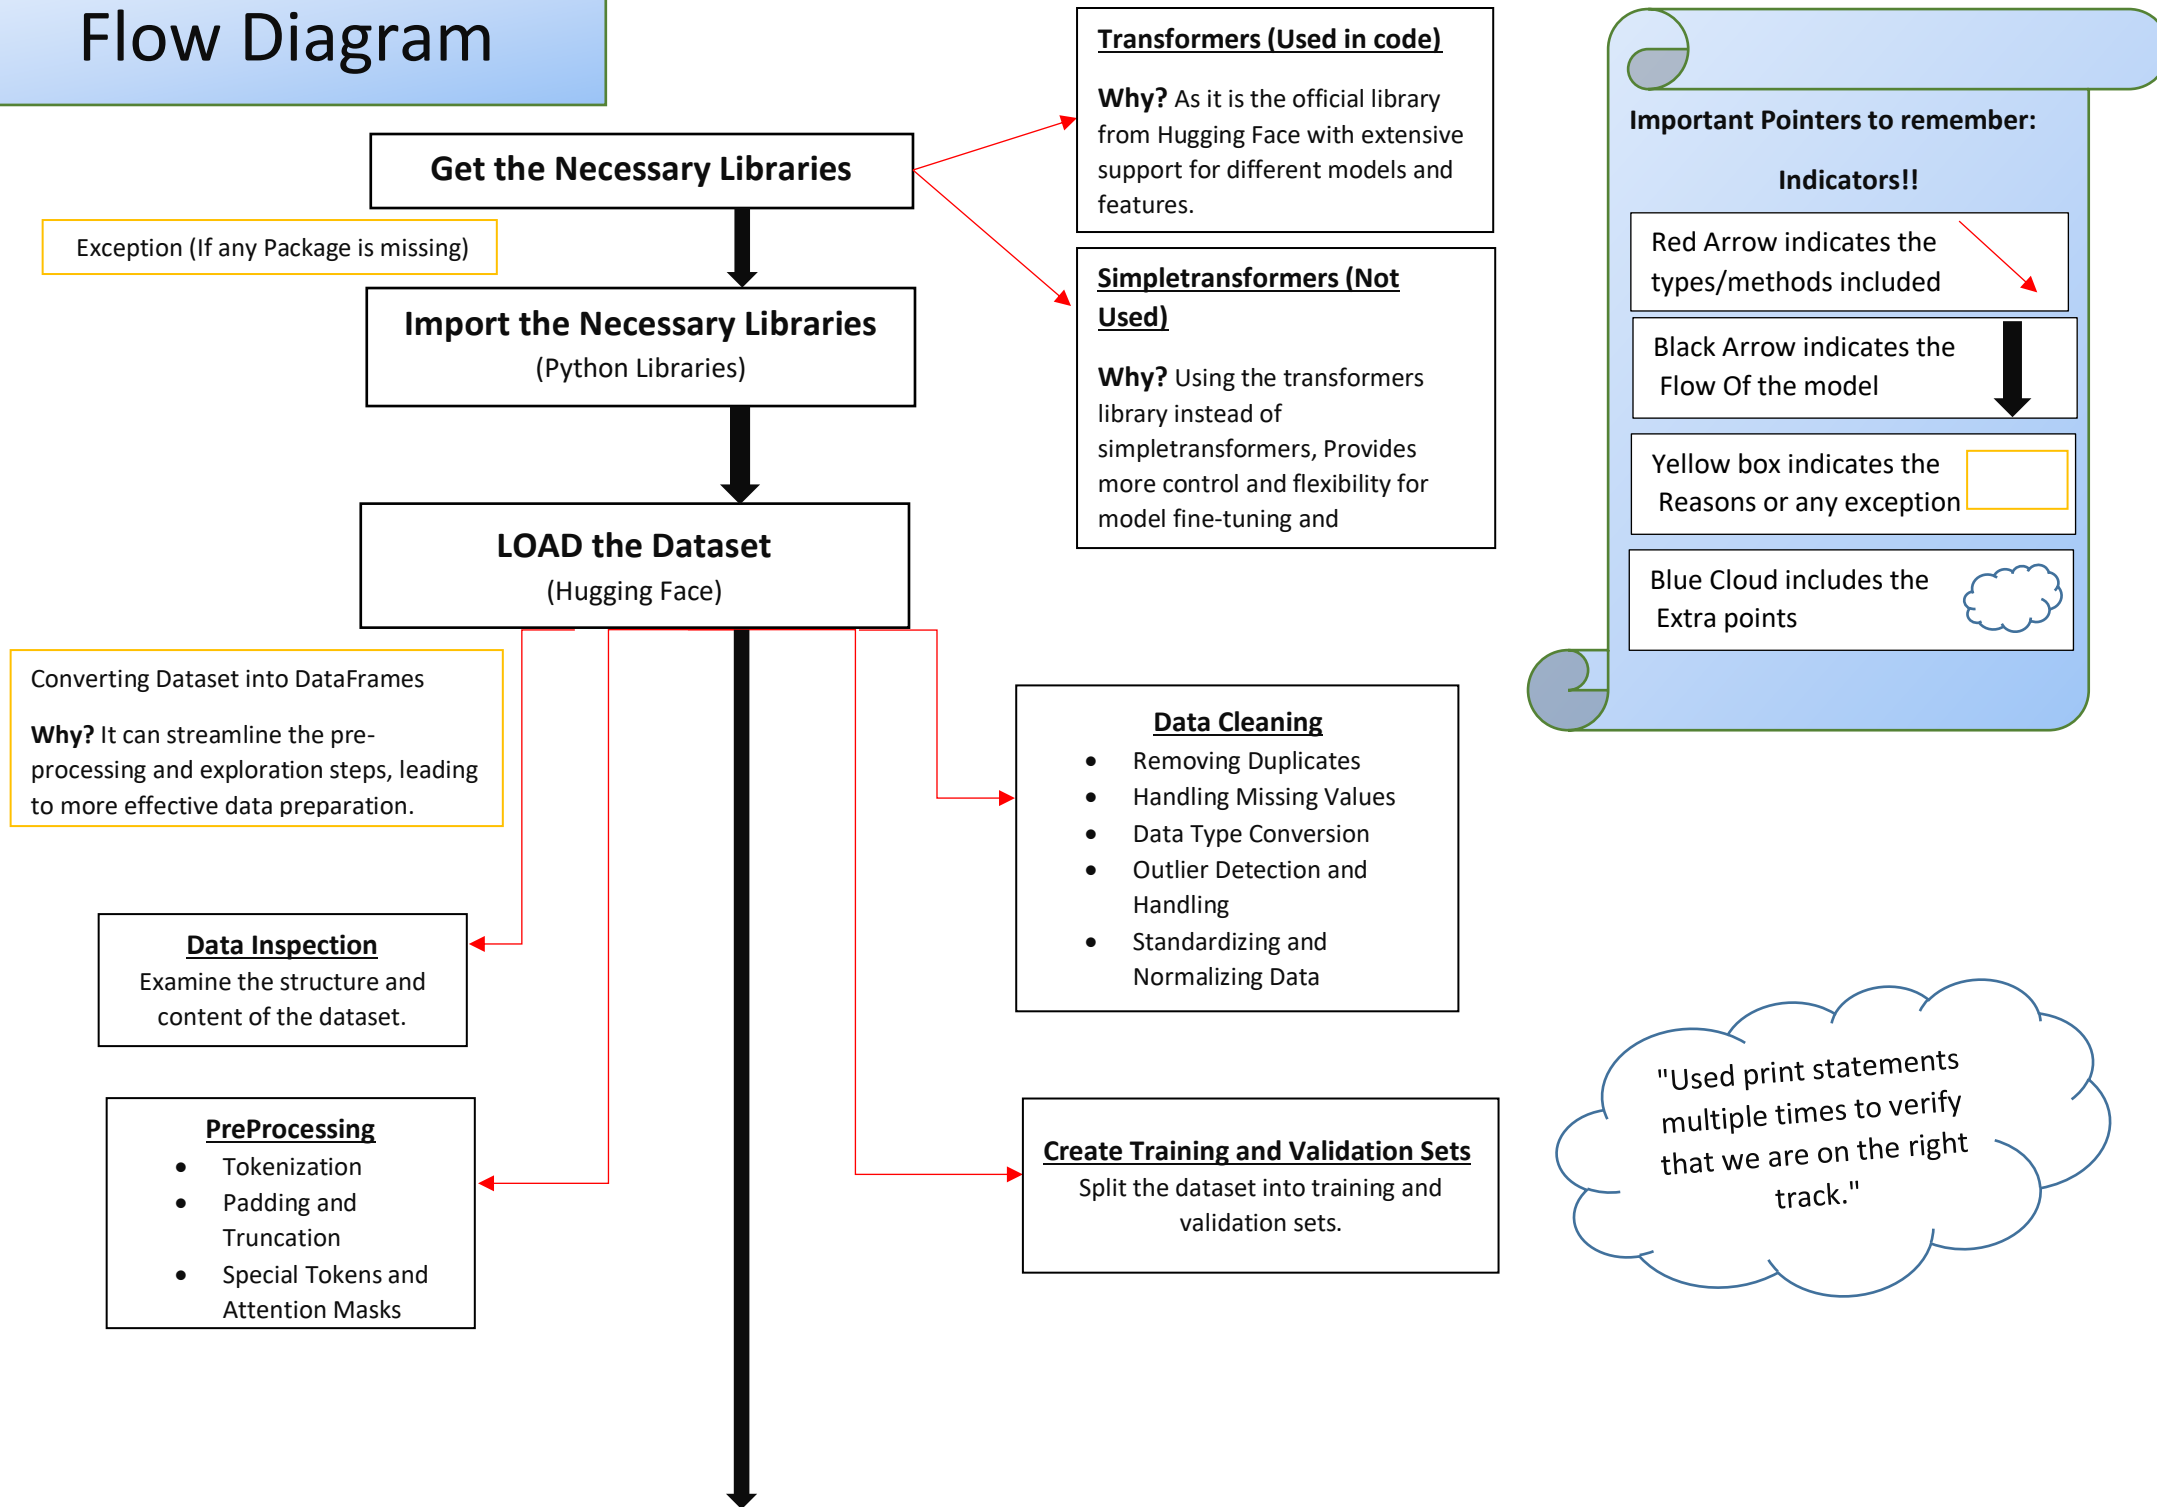 Flow Diagram
Get the Necessary Libraries
Exception (If any Package is missing)
Import the Necessary Libraries
(Python Libraries)
LOAD the Dataset
(Hugging Face)
Transformers (Used in code)
Why? As it is the official library
from Hugging Face with extensive
support for different models and
features.
Simpletransformers (Not
Used)
Why? Using the transformers
library instead of
simpletransformers, Provides
more control and flexibility for
model fine-tuning and
Important Pointers to remember:
Indicators!!
Red Arrow indicates the
types/methods included
Black Arrow indicates the
Flow Of the model
Yellow box indicates the
Reasons or any exception
Blue Cloud includes the
Extra points
Converting Dataset into DataFrames
Why? It can streamline the pre-
processing and exploration steps, leading
to more effective data preparation.
Data Inspection
Examine the structure and
content of the dataset.
PreProcessing
• Tokenization
• Padding and
Truncation
• Special Tokens and
Attention Masks
Data Cleaning
• Removing Duplicates
• Handling Missing Values
• Data Type Conversion
• Outlier Detection and
Handling
• Standardizing and
Normalizing Data
Create Training and Validation Sets
Split the dataset into training and
validation sets.
"Used print statements
multiple times to verify
that we are on the right
track."